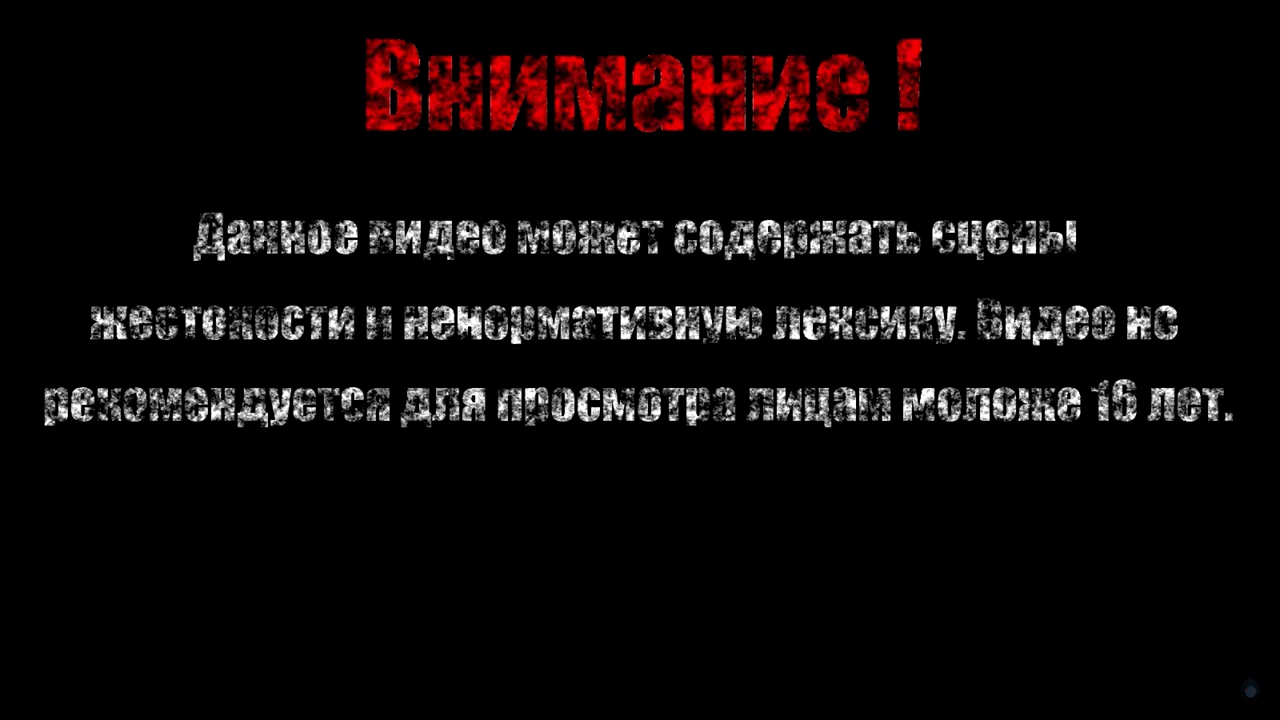 Внимание !
Данное видео может содержать сцены
жестокости и ненормативную лексику. Видео не
рекомендуется для просмотра лицам моложе 16 лет.